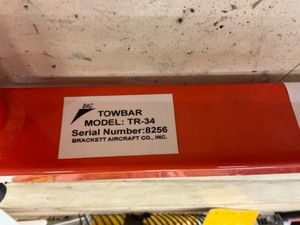 BAC
TOWBAR
MODEL: TR-34
Serial Number:8256
BRACKETT AIRCRAFT CO., INC.